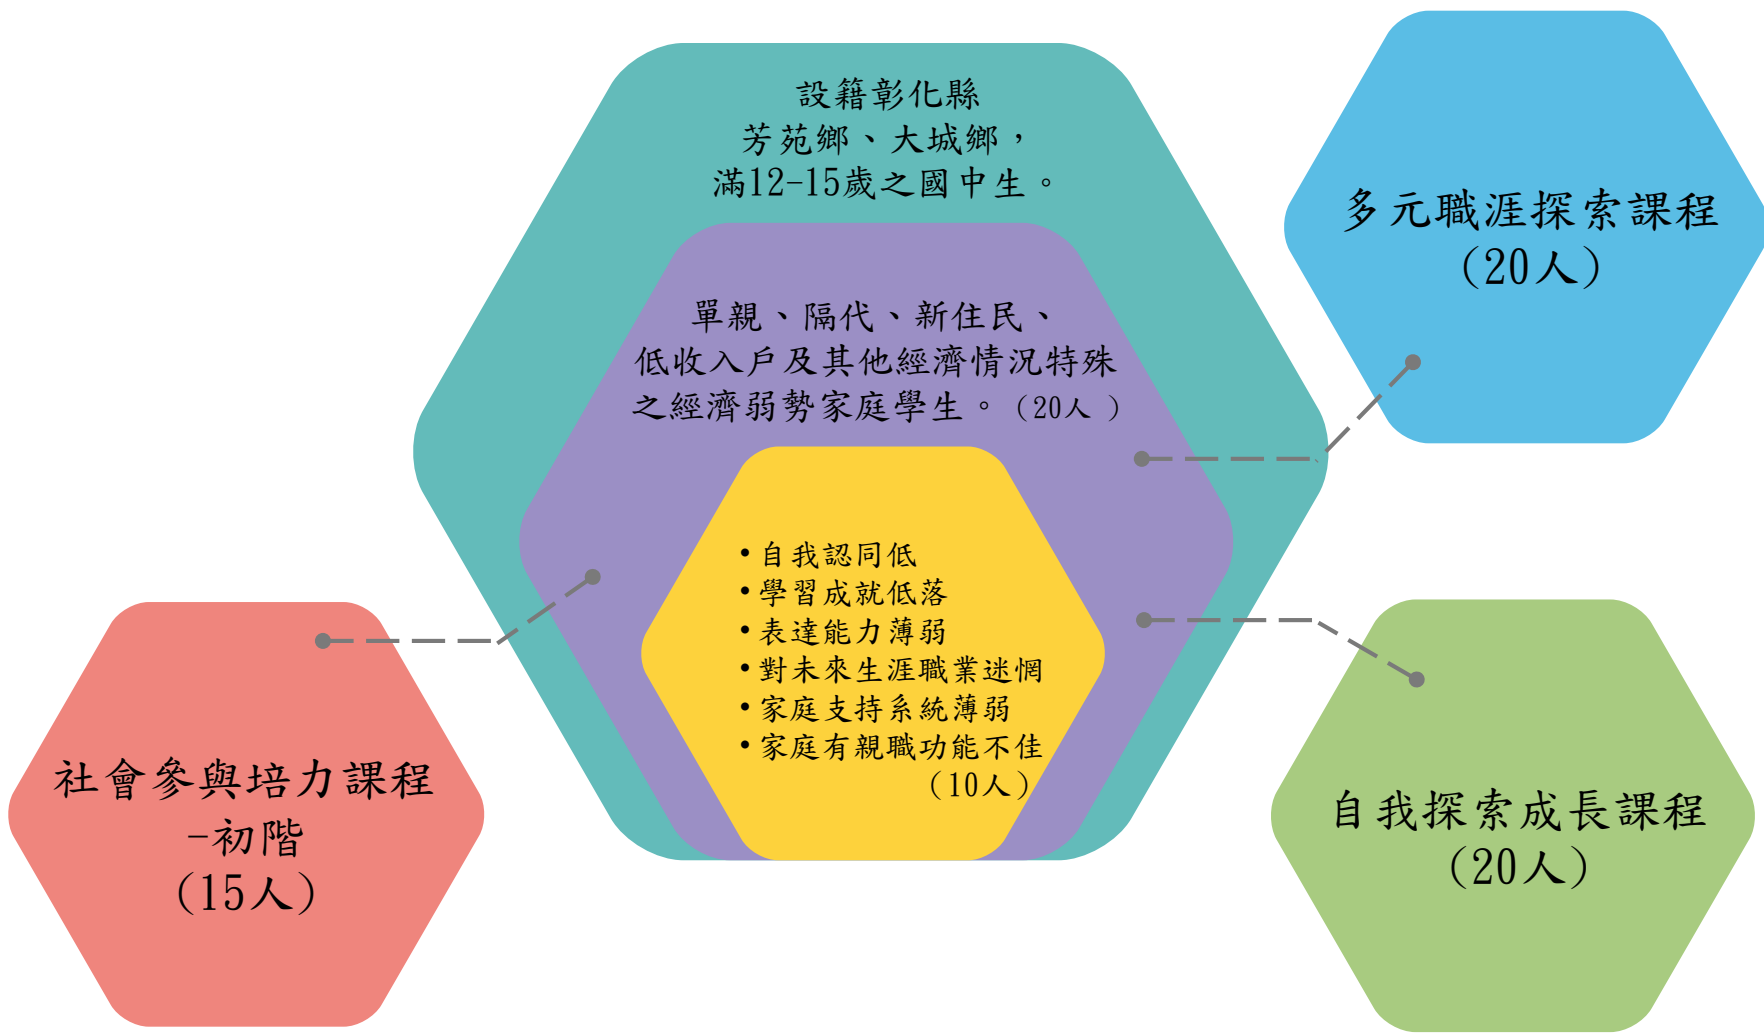 設籍彰化縣
芳苑鄉、大城鄉，
滿12-15歲之國中生。
多元職涯探索課程
（20人）
單親、隔代、新住民、
低收入戶及其他經濟情況特殊
之經濟弱勢家庭學生。（20人 ）
•自我認同低
•學習成就低落
•表達能力薄弱
•對未來生涯職業迷惘
•家庭支持系統薄弱
•家庭有親職功能不佳
（10人）
社會參與培力課程
-初階
（15人）
自我探索成長課程
（20人）